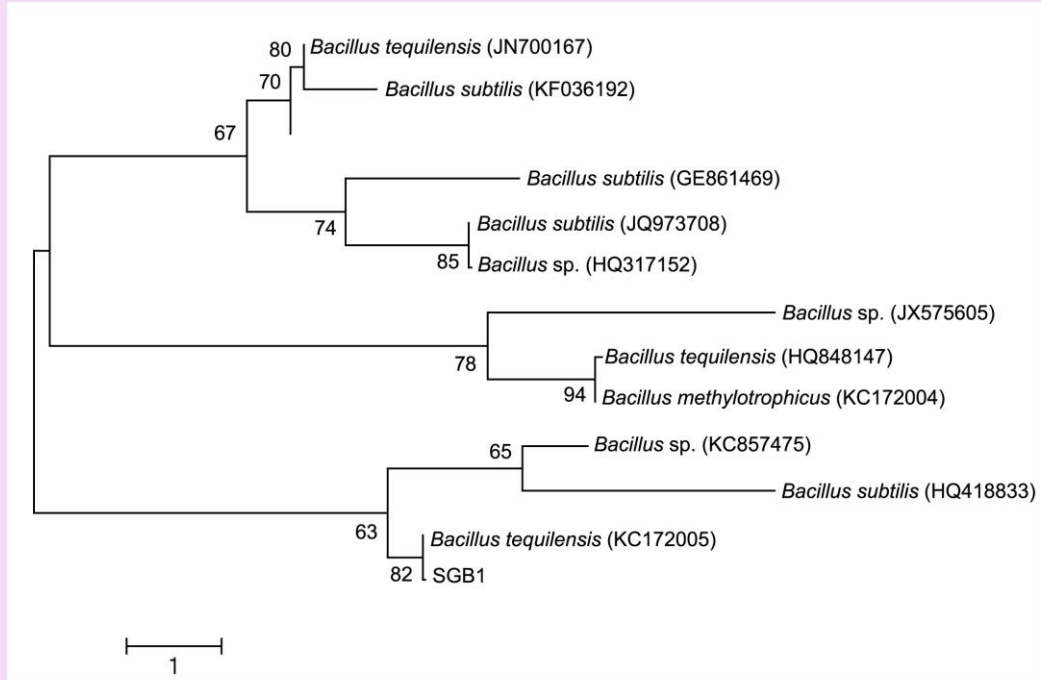 80
Bacillus tequilensis (JN700167)
70
Bacillus subtilis (KF036192)
67
Bacillus subtilis (GE861469)
74
Bacillus subtilis (JQ973708)
85
Bacillus sp. (HQ317152)
Bacillus sp. (JX575605)
78
Bacillus tequilensis (HQ848147)
94
Bacillus methylotrophicus (KC172004)
65
Bacillus sp. (KC857475)
Bacillus subtilis (HQ418833)
63
Bacillus tequilensis (KC172005)
82
SGB1
1